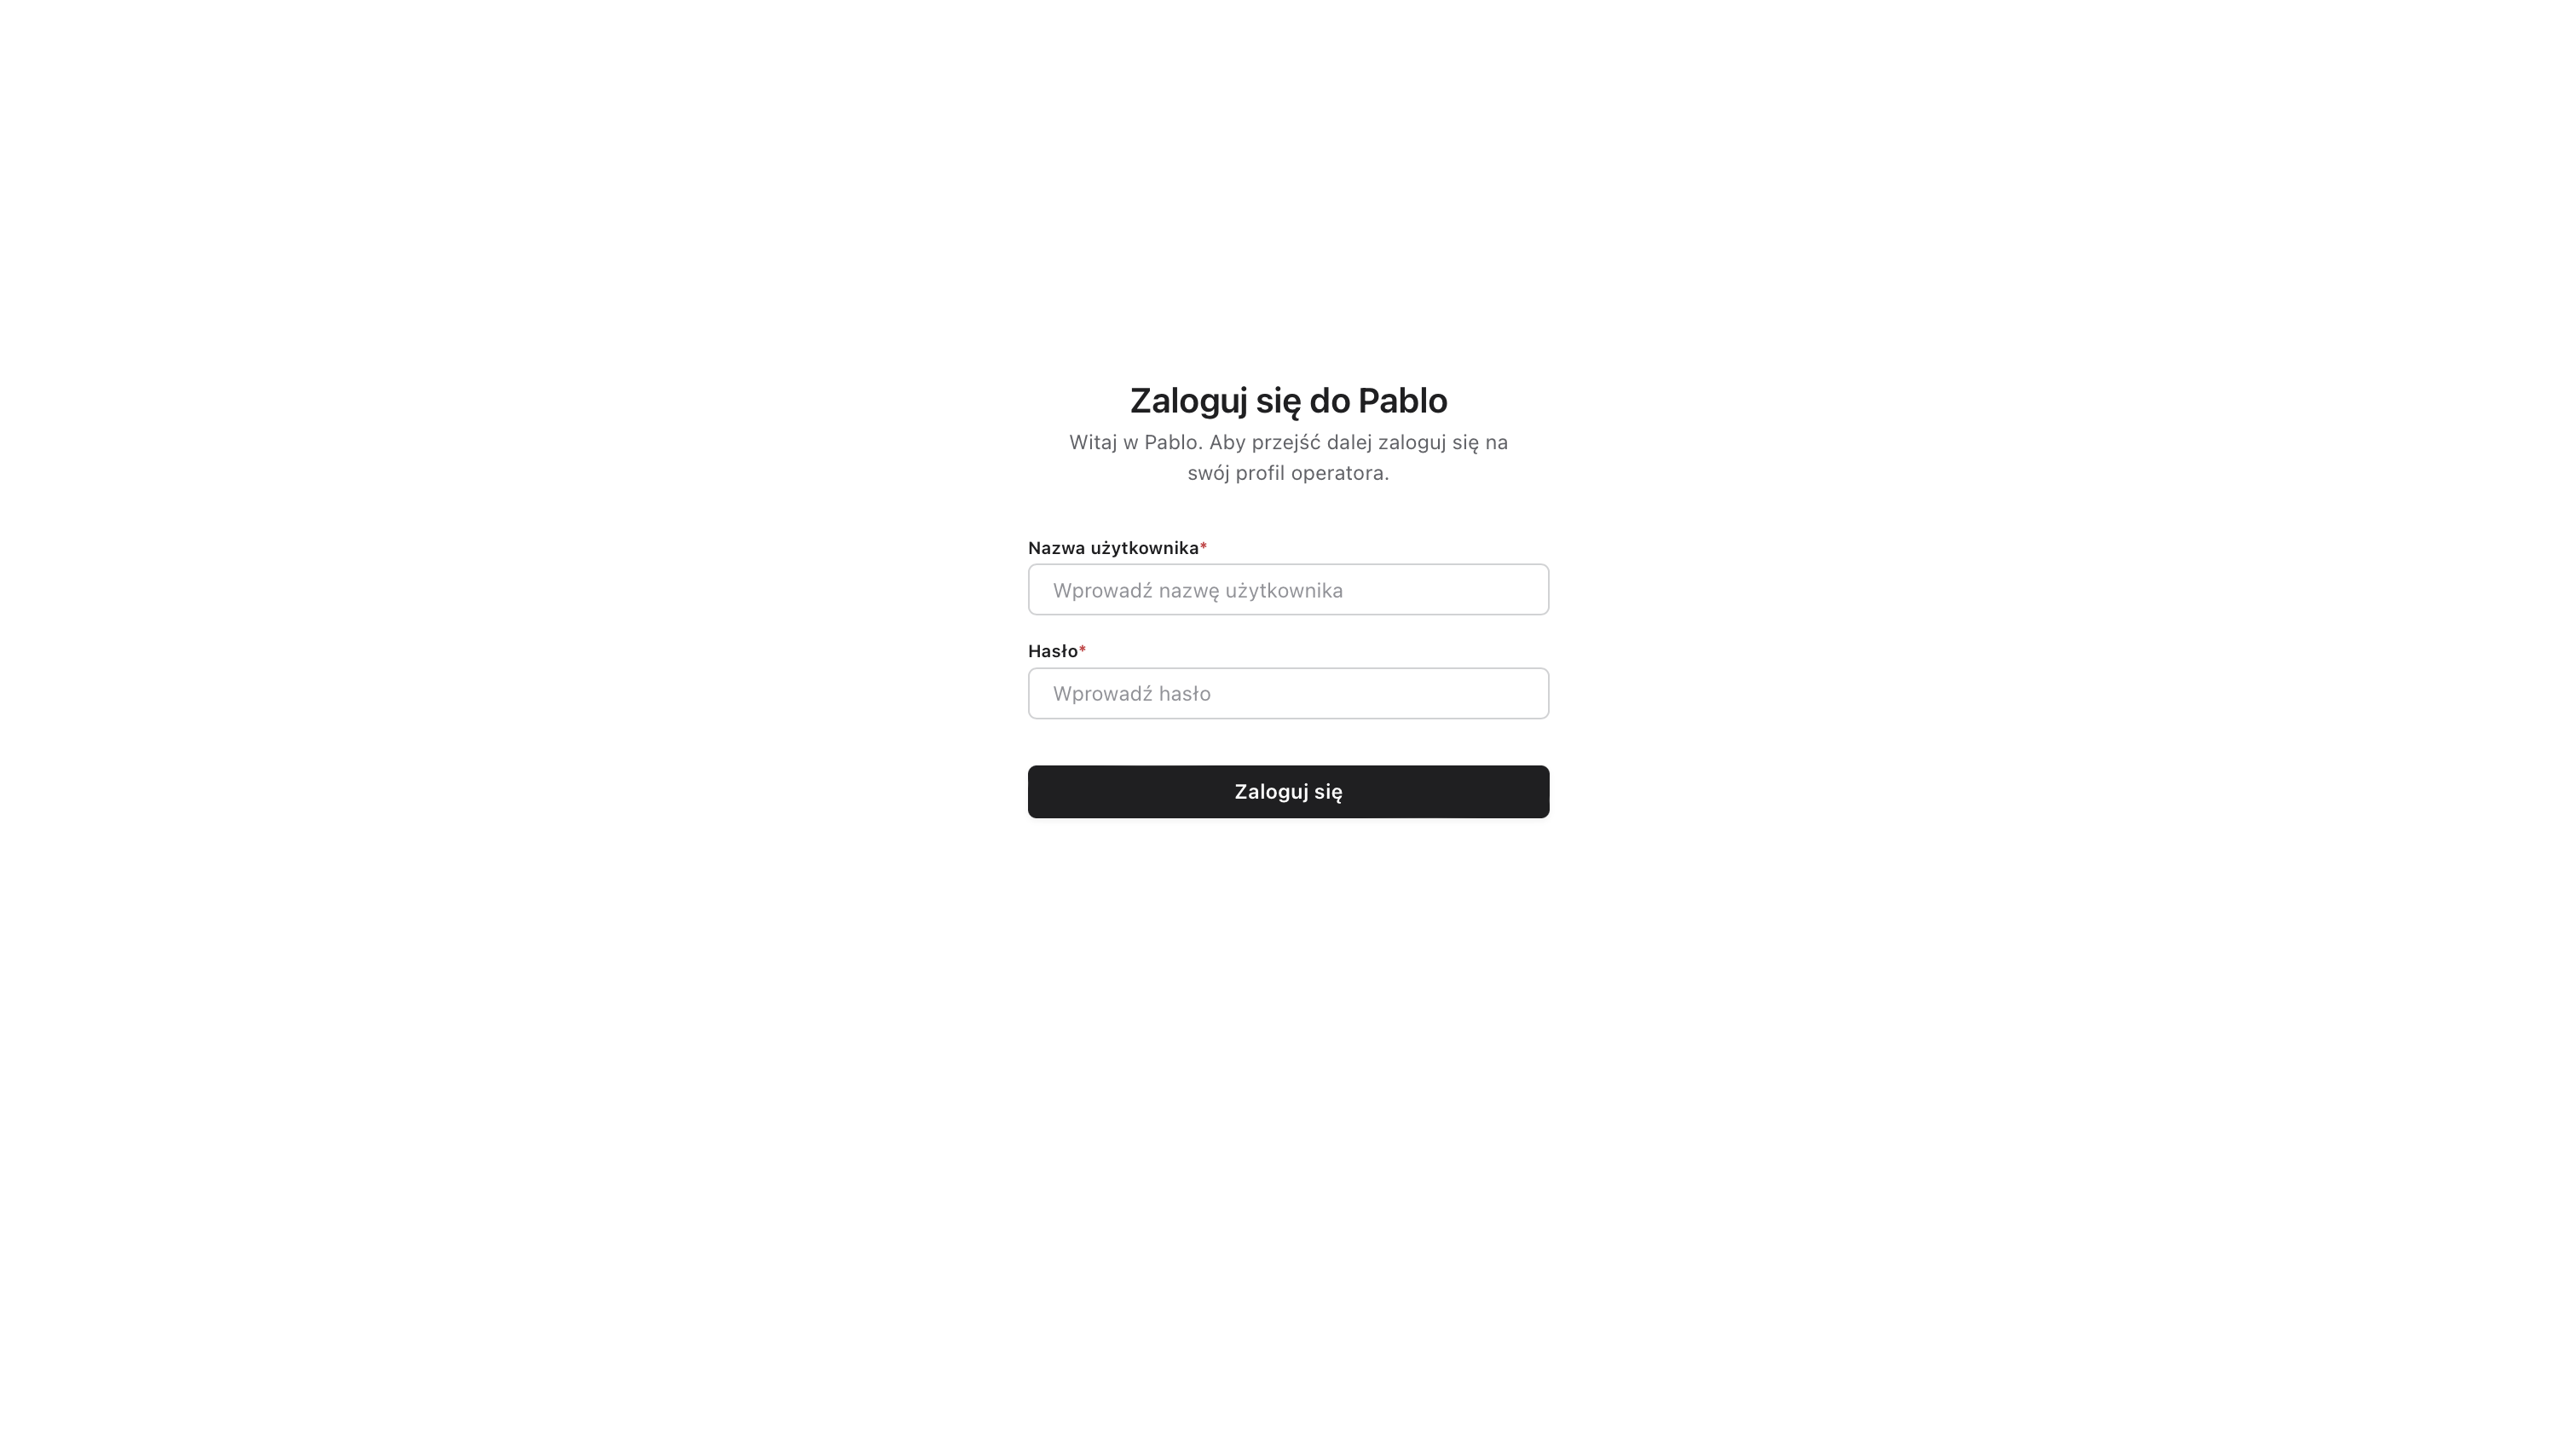 Zaloguj się do Pablo
Witaj w Pablo. Aby przejść dalej zaloguj się na
swój profil operatora.
Nazwa użytkownika*
Wprowadź nazwę użytkownika
Hasło*
Wprowadź hasło
Zaloguj się